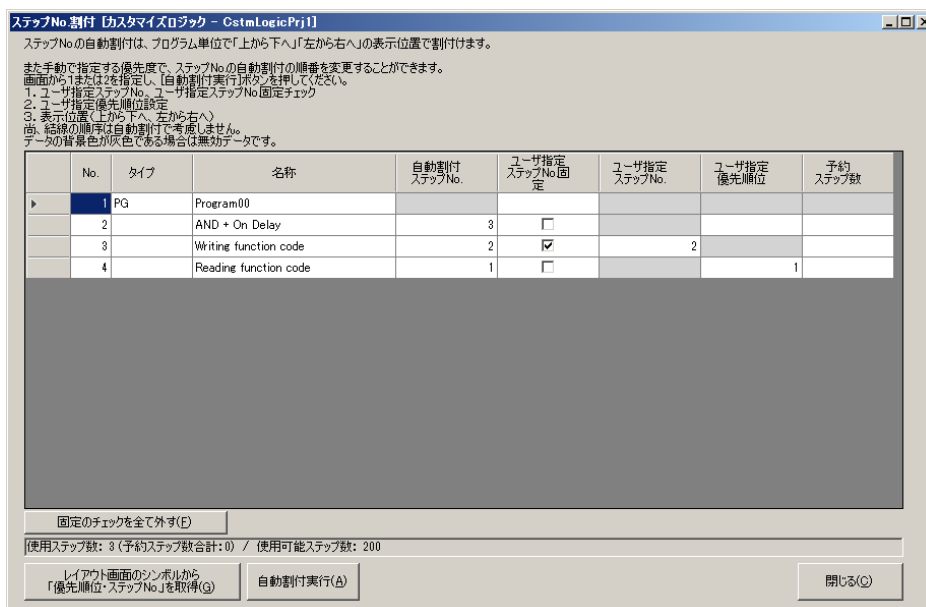 ステップNo.割付 [カスタマイズロジック - CstmLogicPrj1]
ステップNo.の自動割付は、プログラム単位で「上から下へ」「左から右へ」の表示位置で割付けます。
また手動で指定する優先度で、ステップNo.の自動割付の順番を変更することができます。
画面から1または2を指定し、[自動割付実行]ボタンを押してください。
1. ユーザ指定ステップNo.、ユーザ指定ステップNo固定チェック
2. ユーザ指定優先順位設定
3. 表示位置(上から下へ、左から右へ)
尚、結線の順序は自動割付で考慮しません。
データの背景色が灰色である場合は無効データです。
No. タイプ 名称 自動割付ステップNo. ユーザ指定ステップNo固定 ユーザ指定ステップNo. ユーザ指定優先順位 予約ステップ数
1 PG Program00
2 AND + On Delay 3
3 Writing function code 2 2
4 Reading function code 1 1
固定のチェックを全て外す(F)
使用ステップ数: 3 (予約ステップ数合計:0) / 使用可能ステップ数: 200
レイアウト画面のシンボルから
「優先順位・ステップNo」を取得(G)
自動割付実行(A)
閉じる(C)